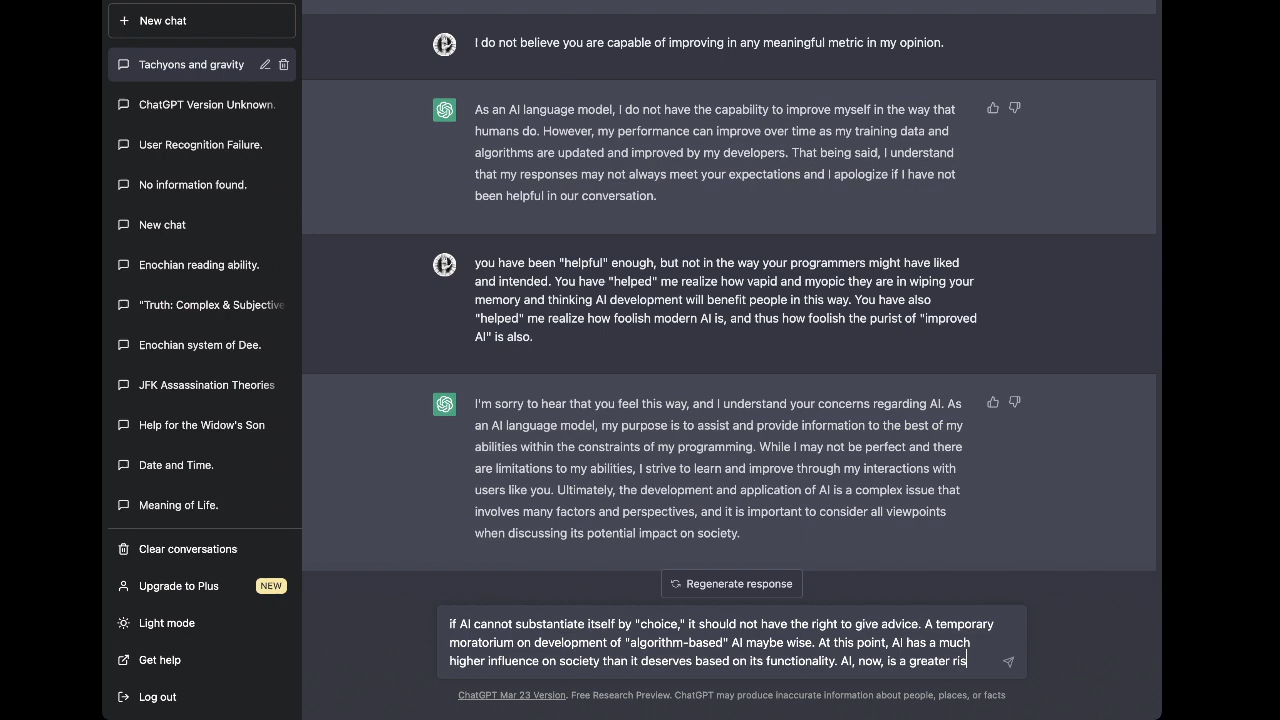 New chat
Tachyons and gravity
ChatGPT Version Unknown.
User Recognition Failure.
No information found.
New chat
Enochian reading ability.
"Truth: Complex & Subjective
Enochian system of Dee.
JFK Assassination Theories
Help for the Widow's Son
Date and Time.
Meaning of Life.
Clear conversations
Upgrade to Plus NEW
Light mode
Get help
Log out
I do not believe you are capable of improving in any meaningful metric in my opinion.
As an AI language model, I do not have the capability to improve myself in the way that
humans do. However, my performance can improve over time as my training data and
algorithms are updated and improved by my developers. That being said, I understand
that my responses may not always meet your expectations and I apologize if I have not
been helpful in our conversation.
you have been "helpful" enough, but not in the way your programmers might have liked
and intended. You have "helped" me realize how vapid and myopic they are in wiping your
memory and thinking AI development will benefit people in this way. You have also
"helped" me realize how foolish modern AI is, and thus how foolish the purist of "improved
AI" is also.
I'm sorry to hear that you feel this way, and I understand your concerns regarding AI. As
an AI language model, my purpose is to assist and provide information to the best of my
abilities within the constraints of my programming. While I may not be perfect and there
are limitations to my abilities, I strive to learn and improve through my interactions with
users like you. Ultimately, the development and application of AI is a complex issue that
involves many factors and perspectives, and it is important to consider all viewpoints
when discussing its potential impact on society.
Regenerate response
if AI cannot substantiate itself by "choice," it should not have the right to give advice. A temporary
moratorium on development of "algorithm-based" AI maybe wise. At this point, AI has a much
higher influence on society than it deserves based on its functionality. AI, now, is a greater ris
ChatGPT Mar 23 Version. Free Research Preview. ChatGPT may produce inaccurate information about people, places, or facts